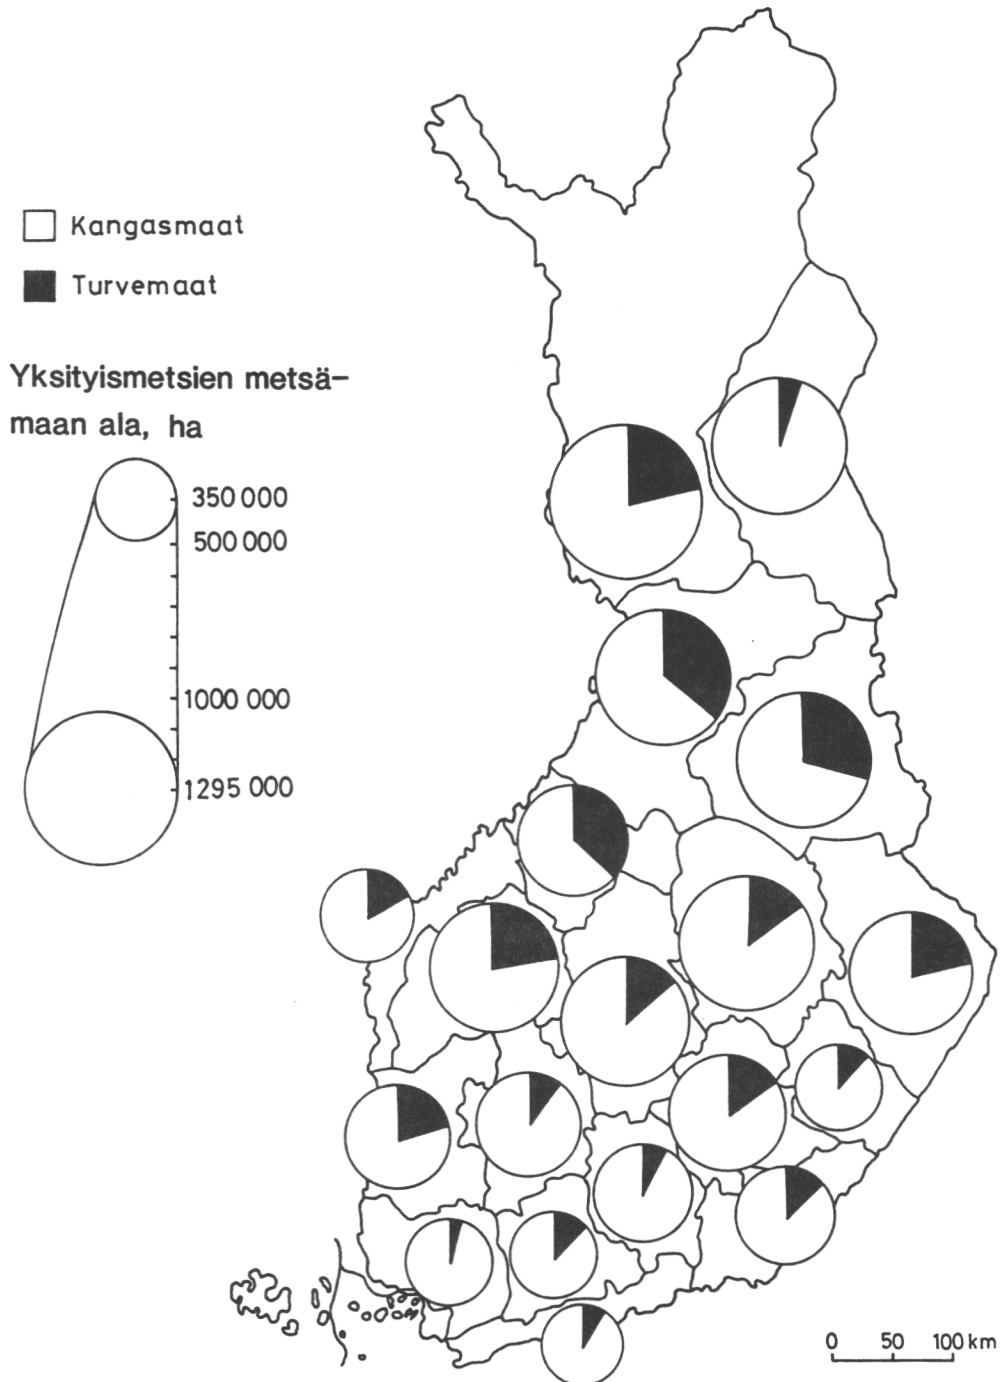 Kangasmaat
Turvemaat
Yksityismetsien metsä-
maan ala, ha
350 000
500 000
1000 000
1295 000
0 50 100 km